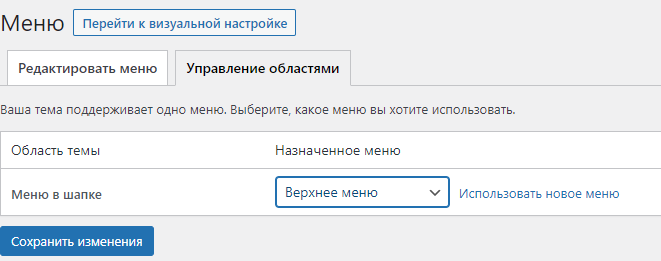 Меню Перейти к визуальной настройке
Редактировать меню Управление областями
Ваша тема поддерживает одно меню. Выберите, какое меню вы хотите использовать.
Область темы Назначенное меню
Меню в шапке Верхнее меню Использовать новое меню
Сохранить изменения